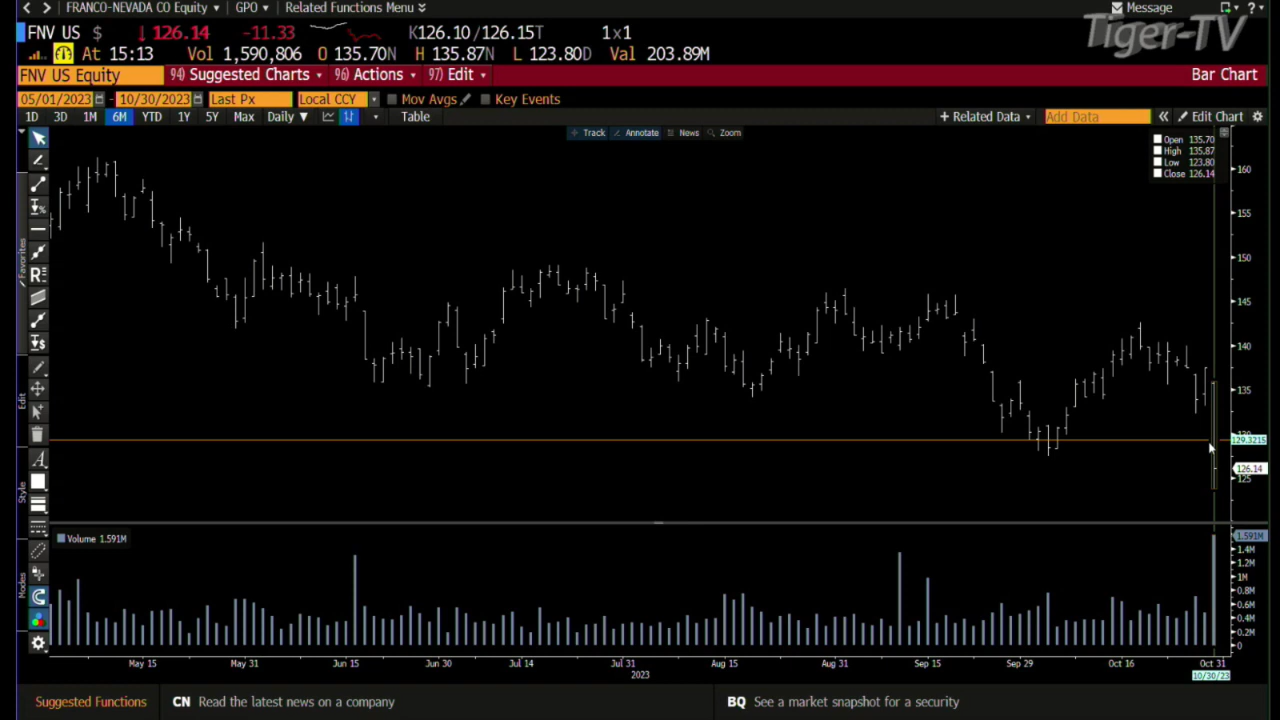 FRANCO-NEVADA CO Equity GPO Related Functions Menu Message
Tiger-TV
FNV US $ ↓ 126.14 -11.33 K126.10/126.15T 1x1
At 15:13 Vol 1,590,806 O 135.70N H 135.87N L 123.80D Val 203.89M
FNV US Equity 94) Suggested Charts 96) Actions 97) Edit Bar Chart
05/01/2023 - 10/30/2023 Last Px Local CCY Mov Avgs Key Events
1D 3D 1M 6M YTD 1Y 5Y Max Daily ▼ Table + Related Data Add Data « Edit Chart
Track Annotate News Zoom
Open 135.70
High 135.87
Low 123.80
Close 126.14
160
155
150
145
140
135
130
129.3215
126.14
125
Favorites
Edit
Style
Modes
Volume 1.591M
1.591M
1.4M
1.2M
1M
0.8M
0.6M
0.4M
0.2M
0
May 15 May 31 Jun 15 Jun 30 Jul 14 Jul 31 Aug 15 Aug 31 Sep 15 Sep 29 Oct 16 Oct 31
2023
10/30/23
Suggested Functions CN Read the latest news on a company BQ See a market snapshot for a security